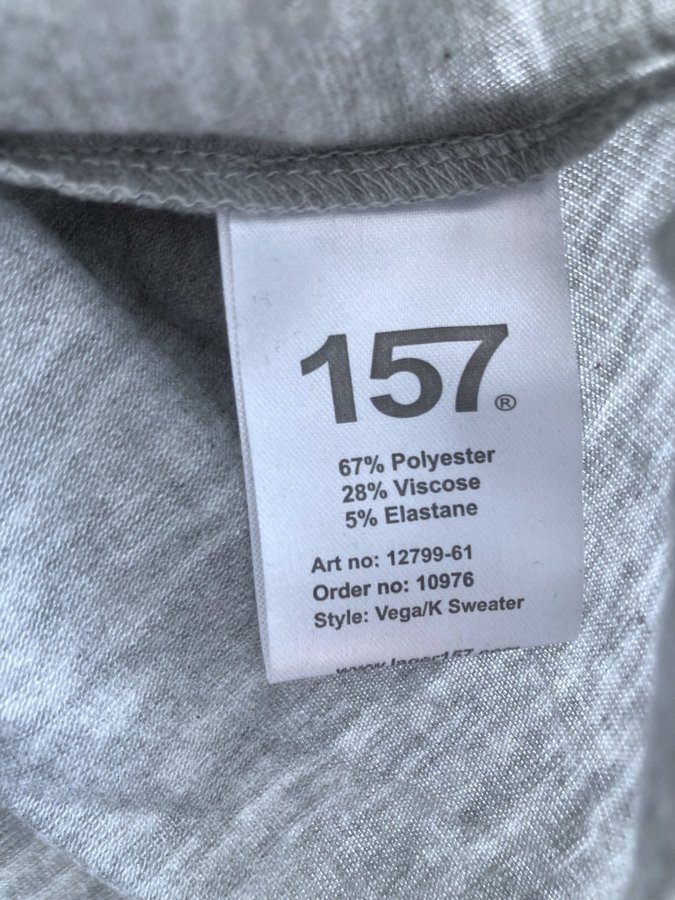 157®
67% Polyester
28% Viscose
5% Elastane
Art no: 12799-61
Order no: 10976
Style: Vega/K Sweater